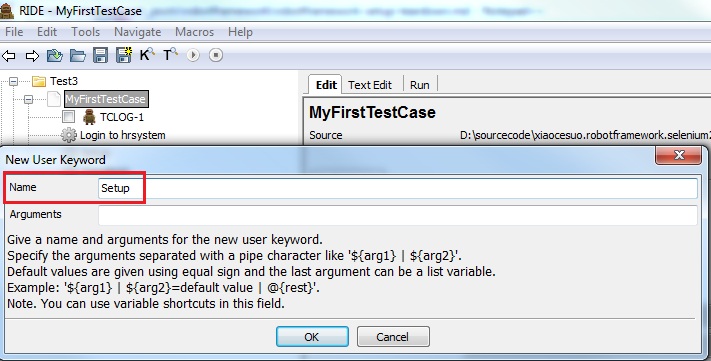 RIDE - MyFirstTestCase
File Edit Tools Navigate Macros Help
K T
Test3
MyFirstTestCase
TCLOG-1
Login to hrsystem
Edit Text Edit Run
MyFirstTestCase
Source D:\sourcecode\xiaocesuo.robotframework.selenium2
New User Keyword
Name Setup
Arguments
Give a name and arguments for the new user keyword.
Specify the arguments separated with a pipe character like '${arg1} | ${arg2}'.
Default values are given using equal sign and the last argument can be a list variable.
Example: '${arg1} | ${arg2}=default value | @{rest}'.
Note. You can use variable shortcuts in this field.
OK Cancel